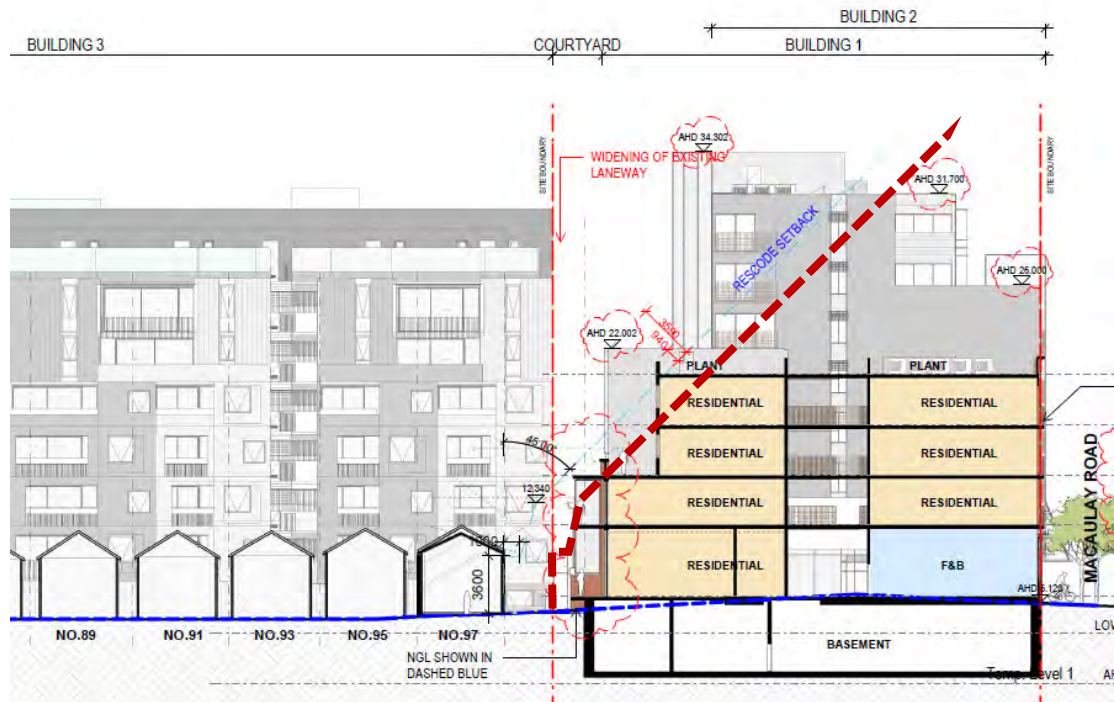 BUILDING 2
BUILDING 3
COURTYARD
BUILDING 1
SITE BOUNDARY
AHD 34.302
WIDENING OF EXISTING
LANEWAY
AHD 31.700
SITE BOUNDARY
RESCODE SETBACK
AHD 26.000
AHD 22.002
3590
940
PLANT
PLANT
RESIDENTIAL
RESIDENTIAL
45.00°
RESIDENTIAL
RESIDENTIAL
12.340
RESIDENTIAL
RESIDENTIAL
MACAULAY ROAD
3600
RESIDENTIAL
F&B
AHD 6.123
NO.89
NO.91
NO.93
NO.95
NO.97
LOW
BASEMENT
NGL SHOWN IN
DASHED BLUE
Level 1